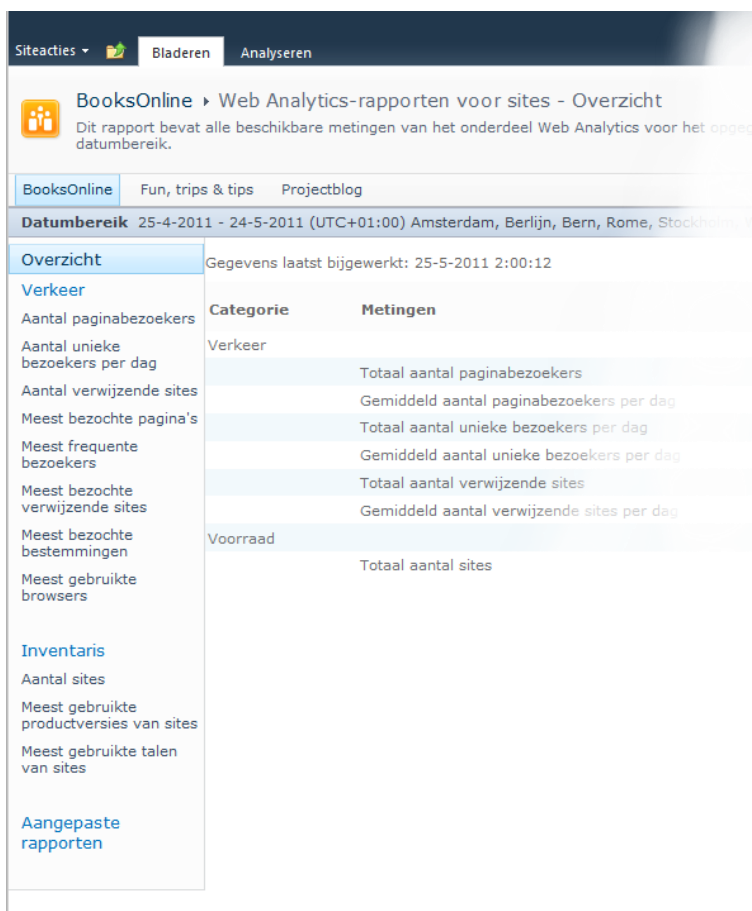 Siteacties
Bladeren
Analyseren
BooksOnline
Web Analytics-rapporten voor sites - Overzicht
Dit rapport bevat alle beschikbare metingen van het onderdeel Web Analytics voor het
datumbereik.
BooksOnline
Fun, trips & tips
Projectblog
Datumbereik 25-4-2011 - 24-5-2011 (UTC+01:00) Amsterdam, Berlijn, Bern, Rome, Stockholm,
Overzicht
Verkeer
Aantal paginabezoekers
Aantal unieke
bezoekers per dag
Aantal verwijzende sites
Meest bezochte pagina's
Meest frequente
bezoekers
Meest bezochte
verwijzende sites
Meest bezochte
bestemmingen
Meest gebruikte
browsers
Inventaris
Aantal sites
Meest gebruikte
productversies van sites
Meest gebruikte talen
van sites
Aangepaste
rapporten
Gegevens laatst bijgewerkt: 25-5-2011 2:00:12
Categorie Metingen
Verkeer
Totaal aantal paginabezoekers
Gemiddeld aantal paginabezoekers per dag
Totaal aantal unieke bezoekers per dag
Gemiddeld aantal unieke bezoekers per dag
Totaal aantal verwijzende sites
Gemiddeld aantal verwijzende sites per dag
Voorraad
Totaal aantal sites